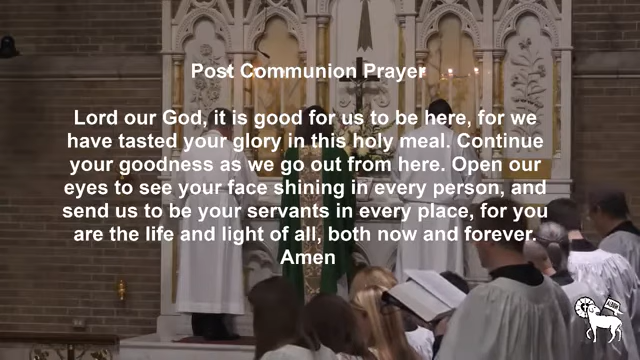 Post Communion Prayer
Lord our God, it is good for us to be here, for we
have tasted your glory in this holy meal. Continue
your goodness as we go out from here. Open our
eyes to see your face shining in every person, and
send us to be your servants in every place, for you
are the life and light of all, both now and forever.
Amen